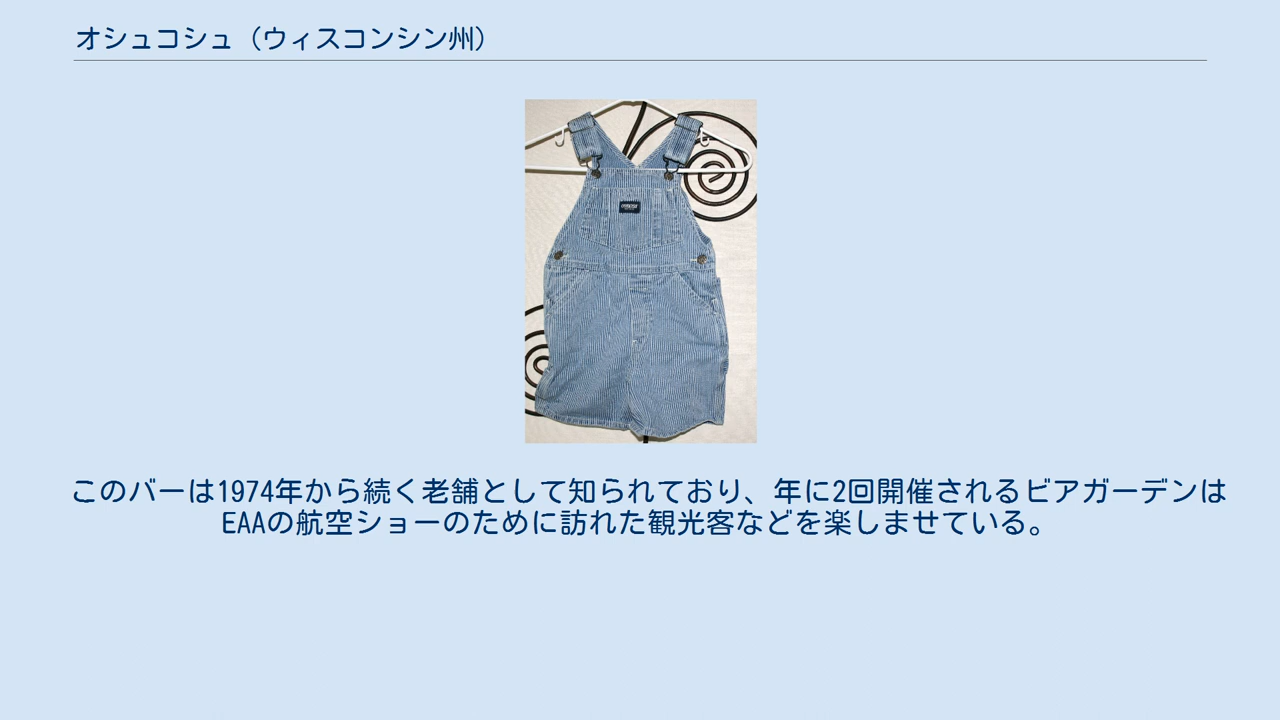 オシュコシュ（ウィスコンシン州）
このバーは1974年から続く老舗として知られており、年に2回開催されるビアガーデンは
EAAの航空ショーのために訪れた観光客などを楽しませている。